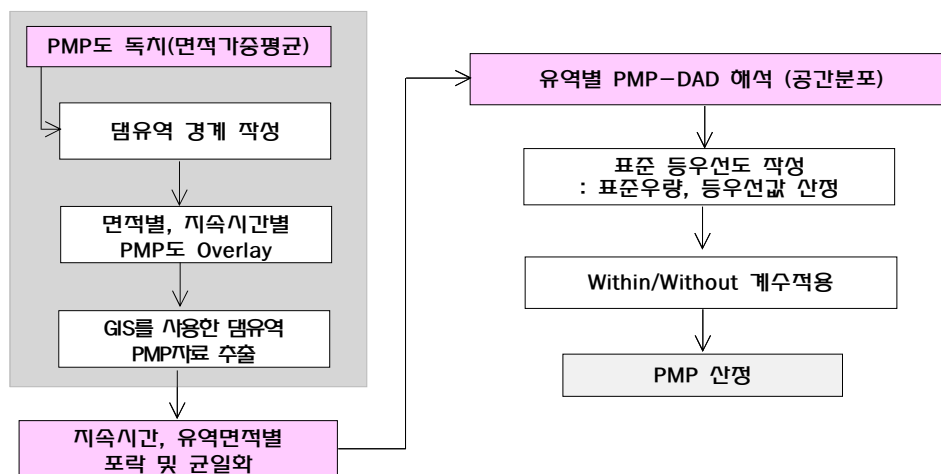 PMP도 독치(면적가중평균)
댐유역 경계 작성
면적별, 지속시간별
PMP도 Overlay
GIS를 사용한 댐유역
PMP자료 추출
지속시간, 유역면적별
포락 및 균일화
유역별 PMP-DAD 해석 (공간분포)
표준 등우선도 작성
: 표준우량, 등우선값 산정
Within/Without 계수적용
PMP 산정